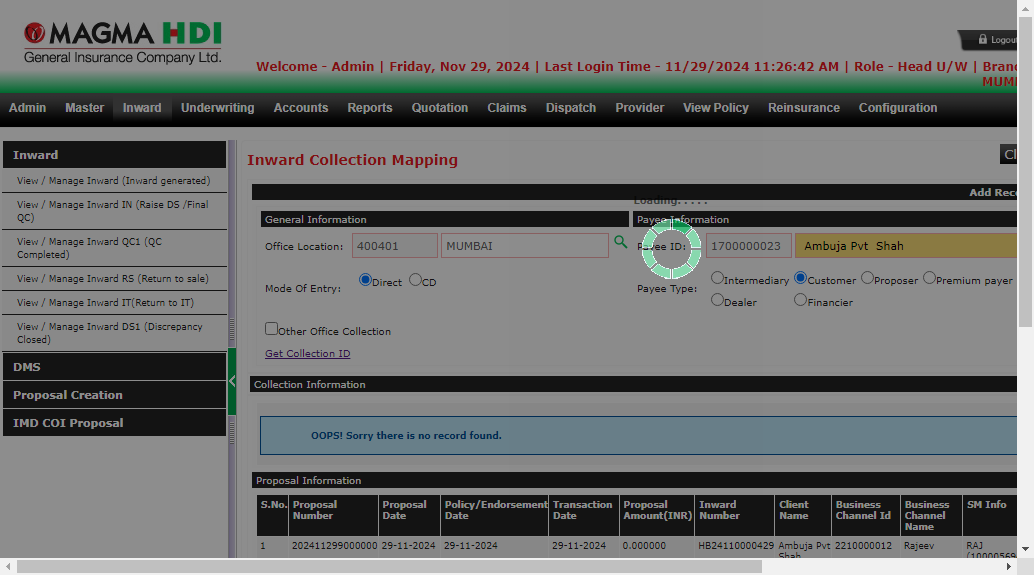 MAGMA HDI
General Insurance Company Ltd.
Logout
Welcome - Admin | Friday, Nov 29, 2024 | Last Login Time - 11/29/2024 11:26:42 AM | Role - Head U/W |
Admin Master Inward Underwriting Accounts Reports Quotation Claims Dispatch Provider View Policy Reinsurance Configuration
Inward
View / Manage Inward (Inward generated)
View / Manage Inward IN (Raise DS /Final
QC)
View / Manage Inward QC1 (QC
Completed)
View / Manage Inward RS (Return to sale)
View / Manage Inward IT(Return to IT)
View / Manage Inward DS1 (Discrepancy
Closed)
DMS
Proposal Creation
IMD COI Proposal
Inward Collection Mapping
Add
Loading. . . . .
General Information Payee Information
Office Location: 400401 MUMBAI Payee ID: 1700000023 Ambuja Pvt Shah
Mode Of Entry: Direct CD Payee Type: Intermediary Customer Proposer Premium payer
Dealer Financier
Other Office Collection
Get Collection ID
Collection Information
OOPS! Sorry there is no record found.
Proposal Information
S.No. Proposal Number Proposal Date Policy/Endorsement Date Transaction Date Proposal Amount(INR) Inward Number Client Name Business Channel Id Business Channel Name SM Info
1 202411299000000 29-11-2024 29-11-2024 29-11-2024 0.000000 HB24110000429 Ambuja Pvt Shah 2210000012 Rajeev RAJ